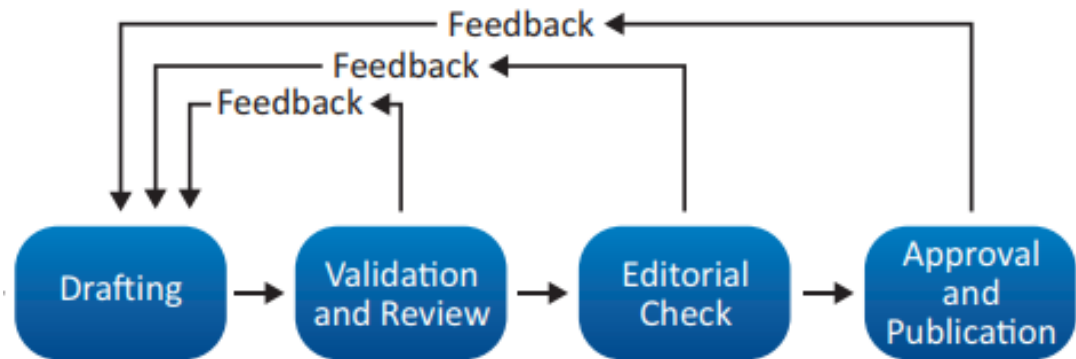 Feedback
Feedback
Feedback
Drafting
Validation
and Review
Editorial
Check
Approval
and
Publication